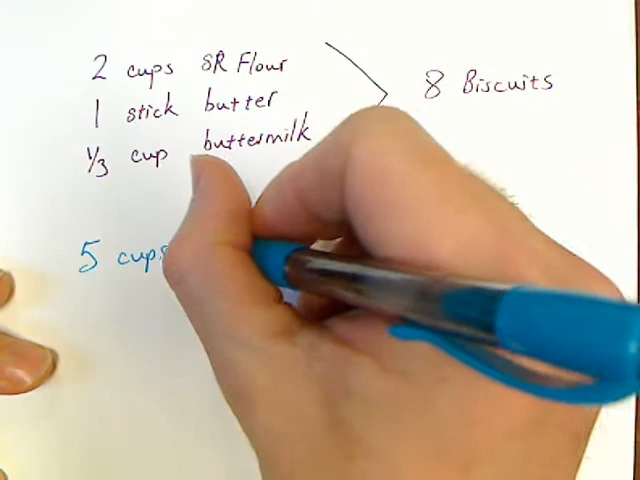 2 cups SR Flour
1 stick butter
1/3 cup buttermilk
8 Biscuits
5 cups